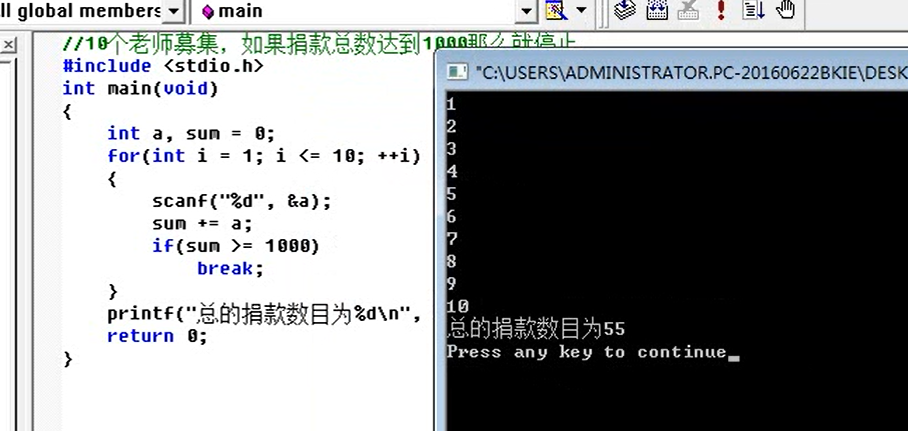 ll global members
main
//10个老师募集，如果捐款总数达到1000那么就停止
#include <stdio.h>
int main(void)
{
int a, sum = 0;
for(int i = 1; i <= 10; ++i)
{
scanf("%d", &a);
sum += a;
if(sum >= 1000)
break;
}
printf("总的捐款数目为%d\n",
return 0;
}
"C:\USERS\ADMINISTRATOR.PC-20160622BKIE\DESK
1
2
3
4
5
6
7
8
9
10
总的捐款数目为55
Press any key to continue_